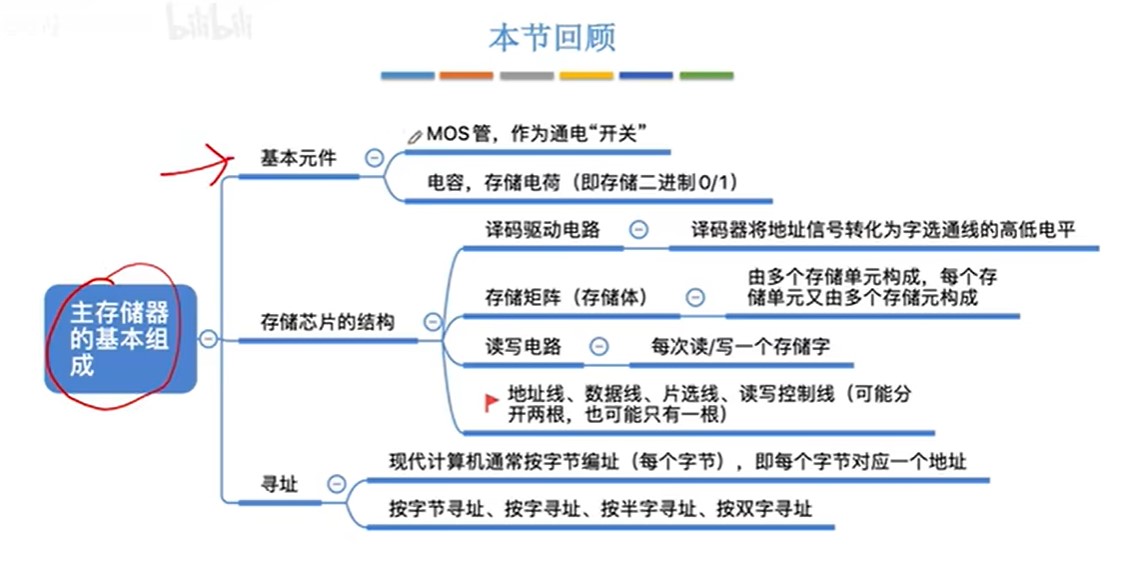 bilibili
本节回顾
MOS管，作为通电“开关”
基本元件
电容，存储电荷（即存储二进制0/1）
译码驱动电路
译码器将地址信号转化为字选通线的高低电平
由多个存储单元构成，每个存
储单元又由多个存储元构成
存储矩阵（存储体）
主存储器
的基本组
成
存储芯片的结构
读写电路
每次读/写一个存储字
地址线、数据线、片选线、读写控制线（可能分
开两根，也可能只有一根）
现代计算机通常按字节编址（每个字节），即每个字节对应一个地址
寻址
按字节寻址、按字寻址、按半字寻址、按双字寻址